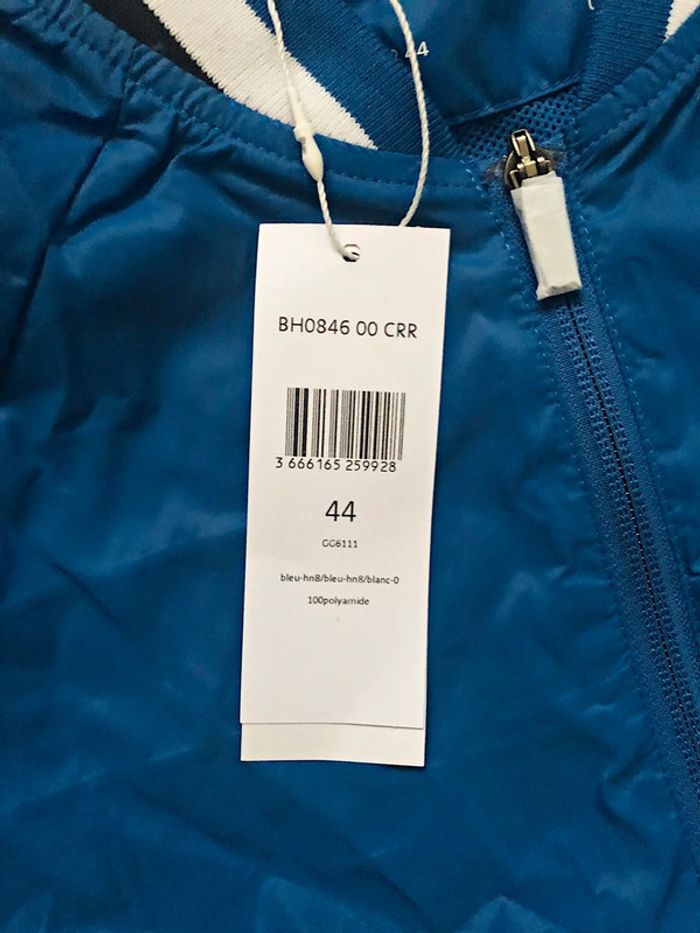 44
BH0846 00 CRR
3 666165 259928
44
GG6111
bleu-hn8/bleu-hn8/blanc-0
100polyamide